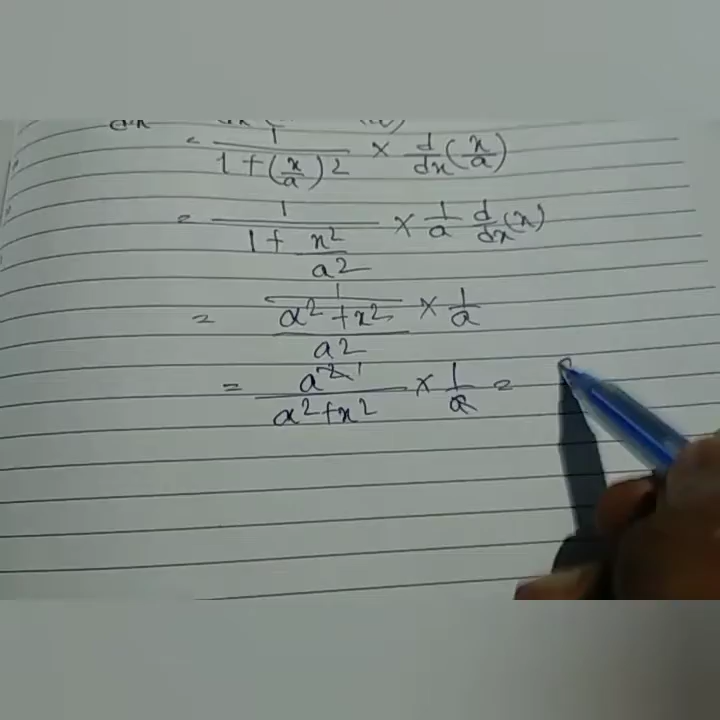 = 1/(1+(x/a)2) × d/dx(x/a)
= 1/(1+x2/a2) × 1/a d/dx(x)
= 1/((a2+x2)/a2) × 1/a
= a2 1/(a2+x2) × 1/a =